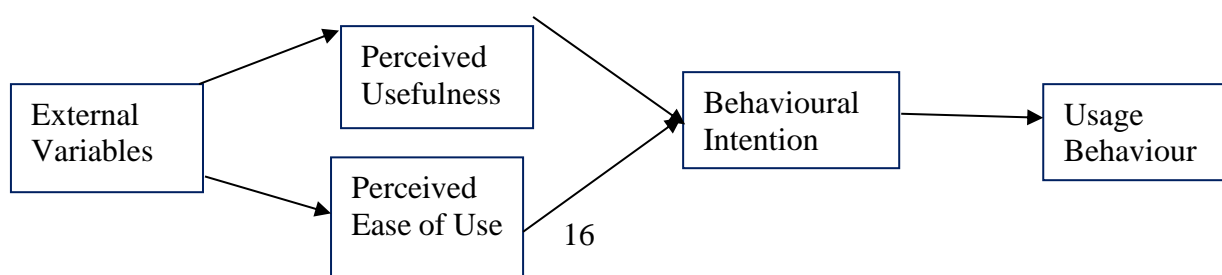 External
Variables
Perceived
Usefulness
Perceived
Ease of Use
16
Behavioural
Intention
Usage
Behaviour